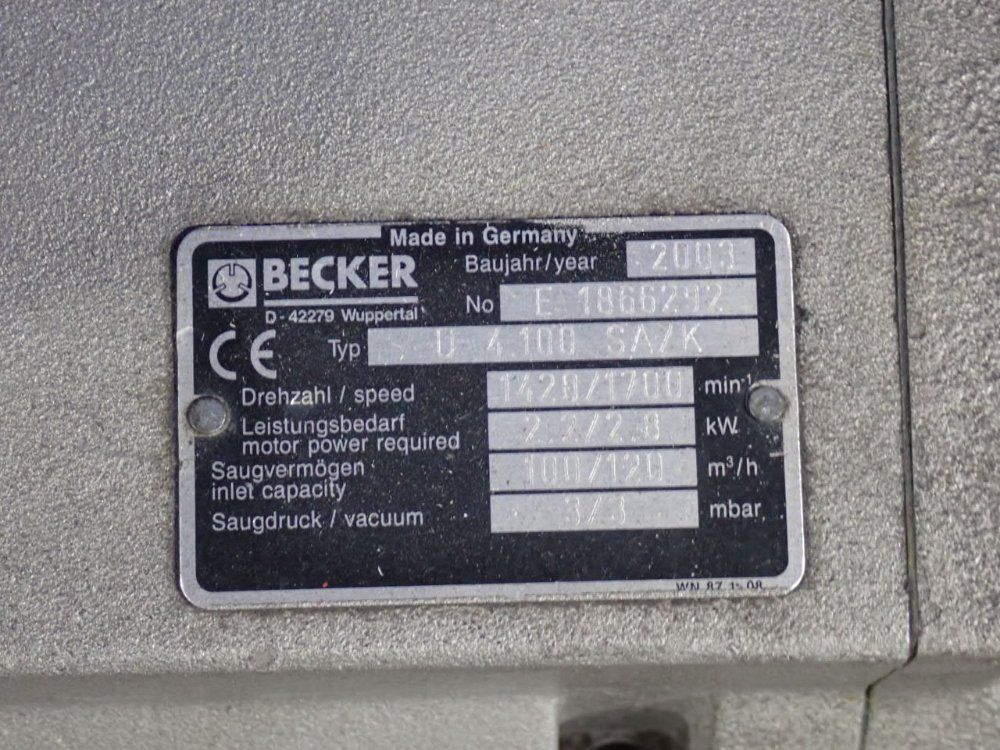 Made in Germany
BECKER
Baujahr/year 2003
D-42279 Wuppertal
No E 1866292
CE Typ U 4.100 SA/K
Drehzahl / speed 1420/1700 min-1
Leistungsbedarf
motor power required 2.2/2.8 kW
Saugvermögen
inlet capacity 100/120 m³/h
Saugdruck / vacuum 3/3 mbar
WN 87